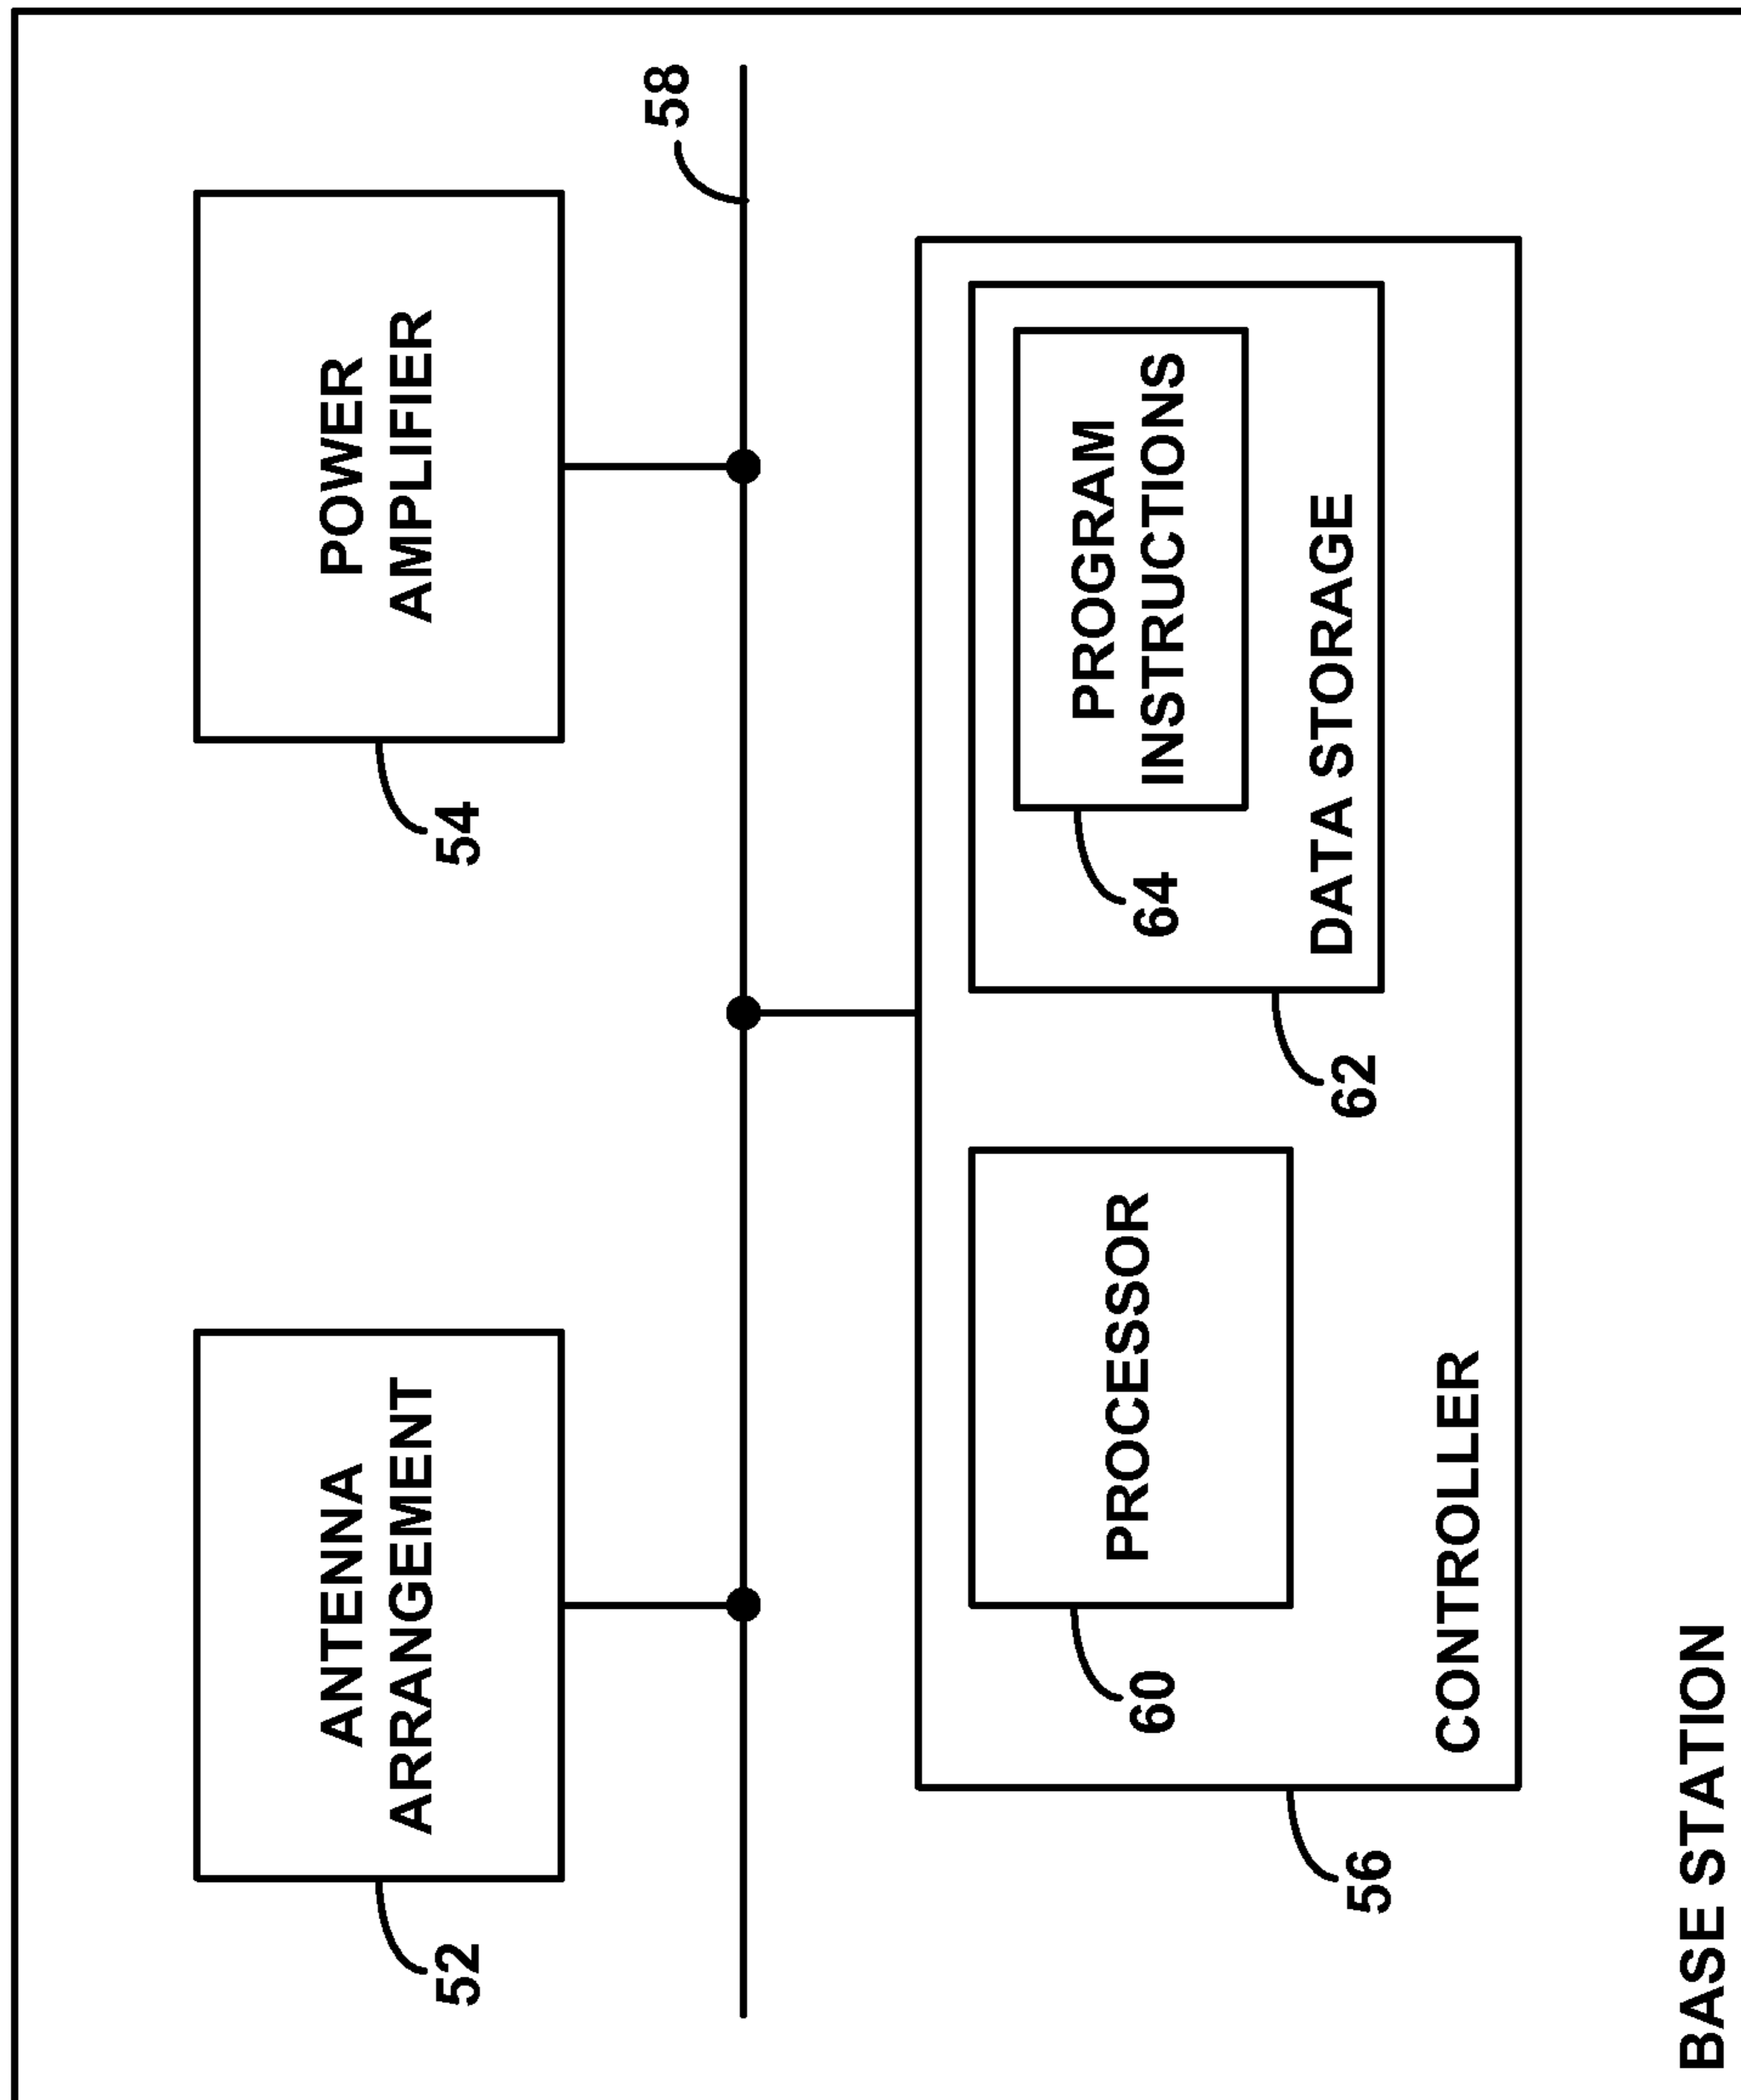 52
ANTENNA
ARRANGEMENT
54
POWER
AMPLIFIER
58
56
60
PROCESSOR
CONTROLLER
62
64
PROGRAM
INSTRUCTIONS
DATA STORAGE
BASE STATION